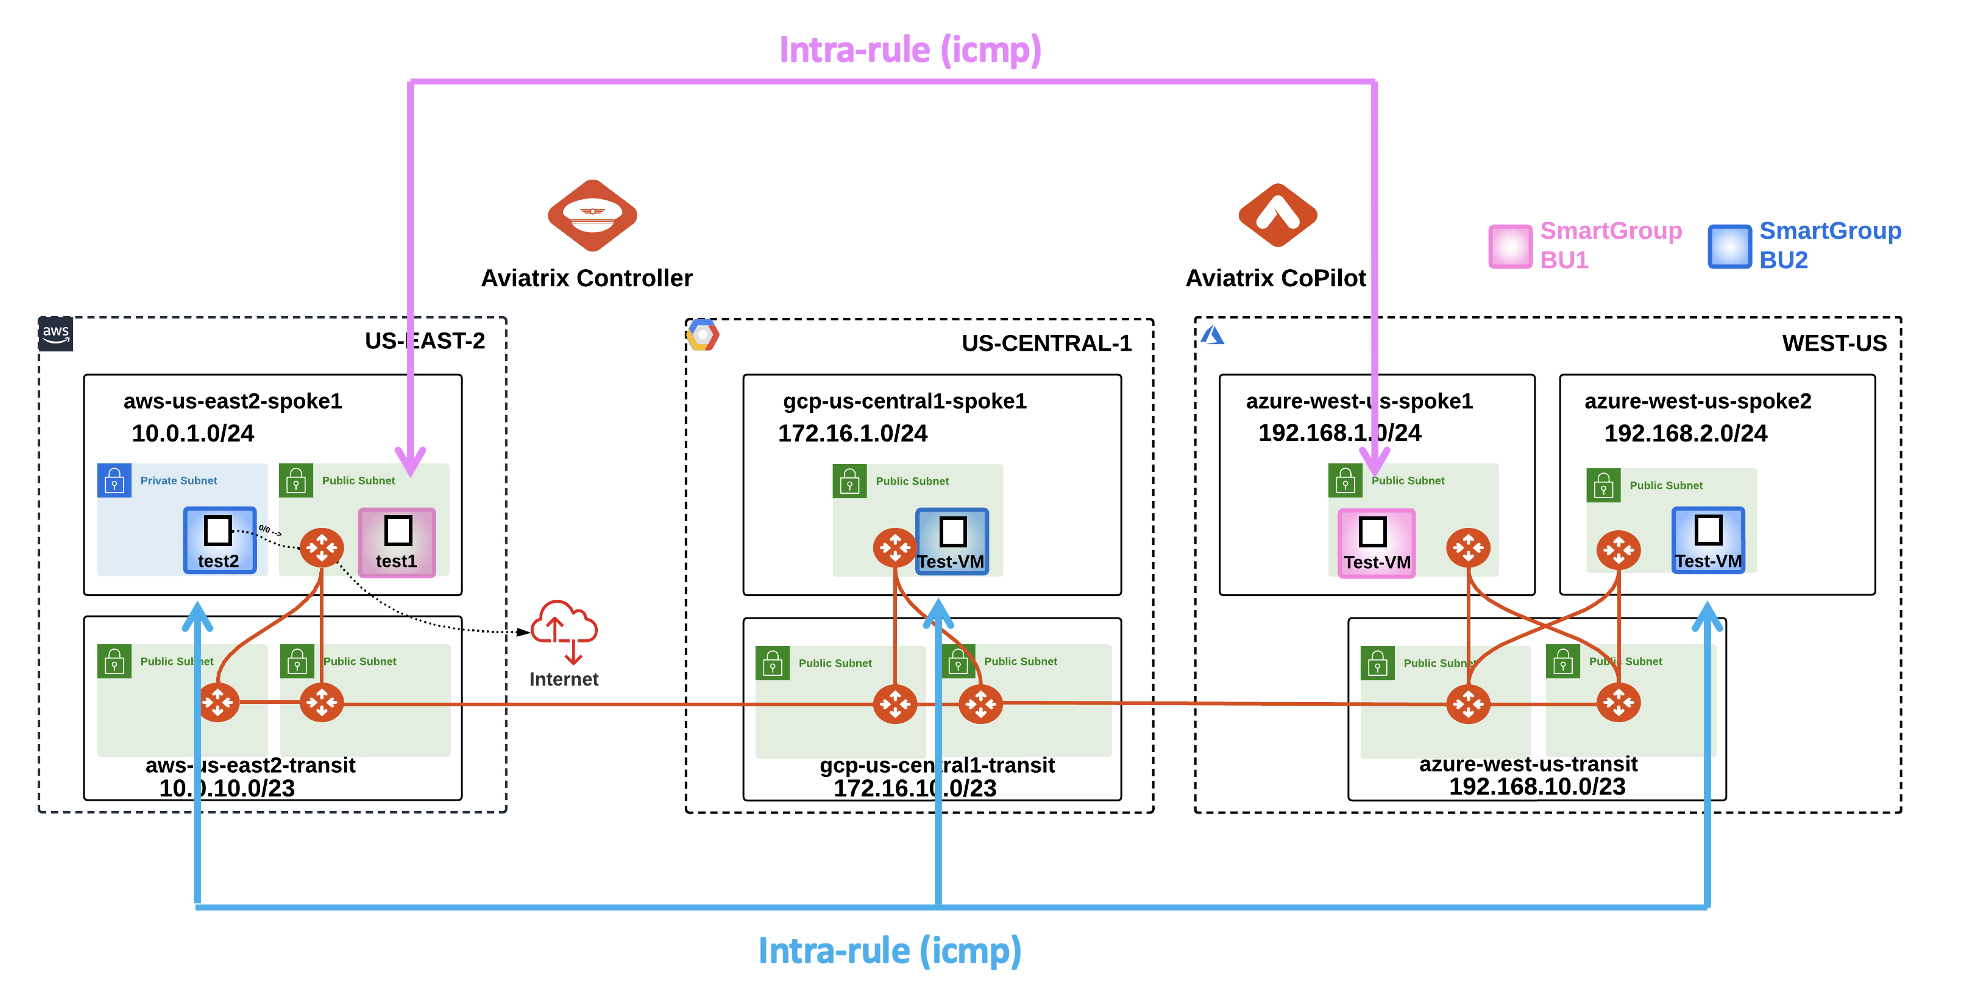 Intra-rule (icmp)
Aviatrix Controller
Aviatrix CoPilot
SmartGroup
BU1
SmartGroup
BU2
aws
US-EAST-2
aws-us-east2-spoke1
10.0.1.0/24
Private Subnet
Public Subnet
0/0 -->
test2
test1
Public Subnet
Public Subnet
aws-us-east2-transit
10.0.10.0/23
Internet
US-CENTRAL-1
gcp-us-central1-spoke1
172.16.1.0/24
Public Subnet
Test-VM
Public Subnet
Public Subnet
gcp-us-central1-transit
172.16.10.0/23
WEST-US
azure-west-us-spoke1
192.168.1.0/24
Public Subnet
Test-VM
azure-west-us-spoke2
192.168.2.0/24
Public Subnet
Test-VM
Public Subnet
Public Subnet
azure-west-us-transit
192.168.10.0/23
Intra-rule (icmp)